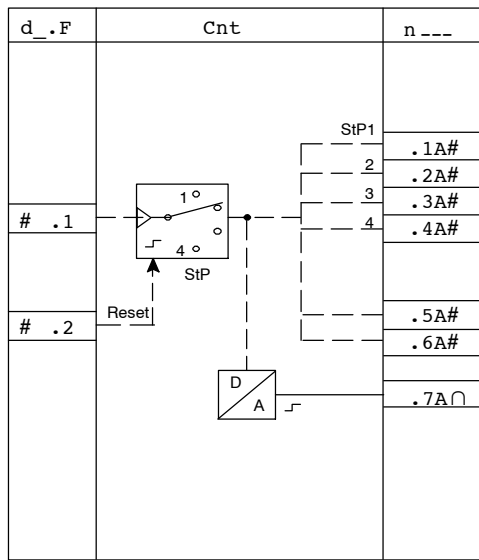 d_.F Cnt n___
StP1
.1A#
2
.2A#
1
3
.3A#
# .1
4
.4A#
4
StP
Reset
# .2
.5A#
.6A#
D
A
.7A∩